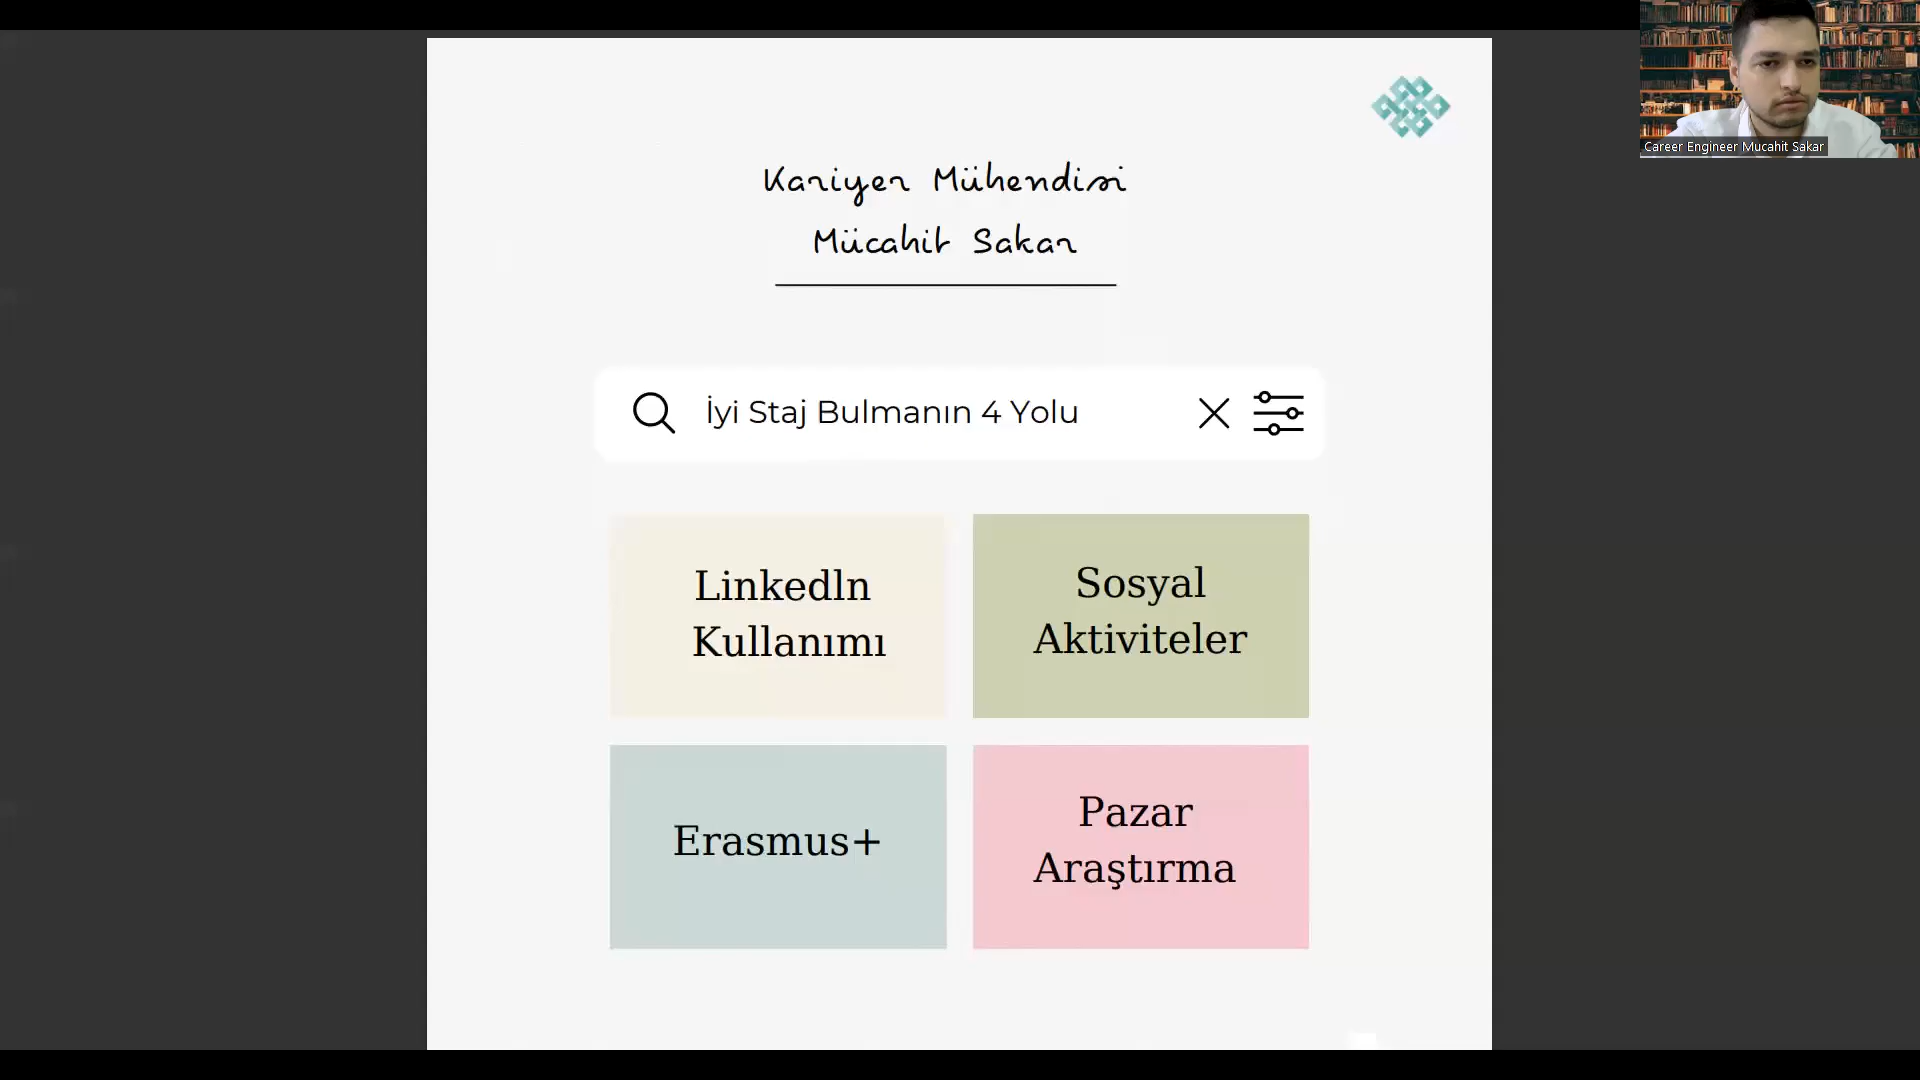 Career Engineer Mucahit Sakar
Kariyer Mühendisi
Mücahit Sakar
İyi Staj Bulmanın 4 Yolu
Linkedln
Kullanımı
Sosyal
Aktiviteler
Erasmus+
Pazar
Araştırma